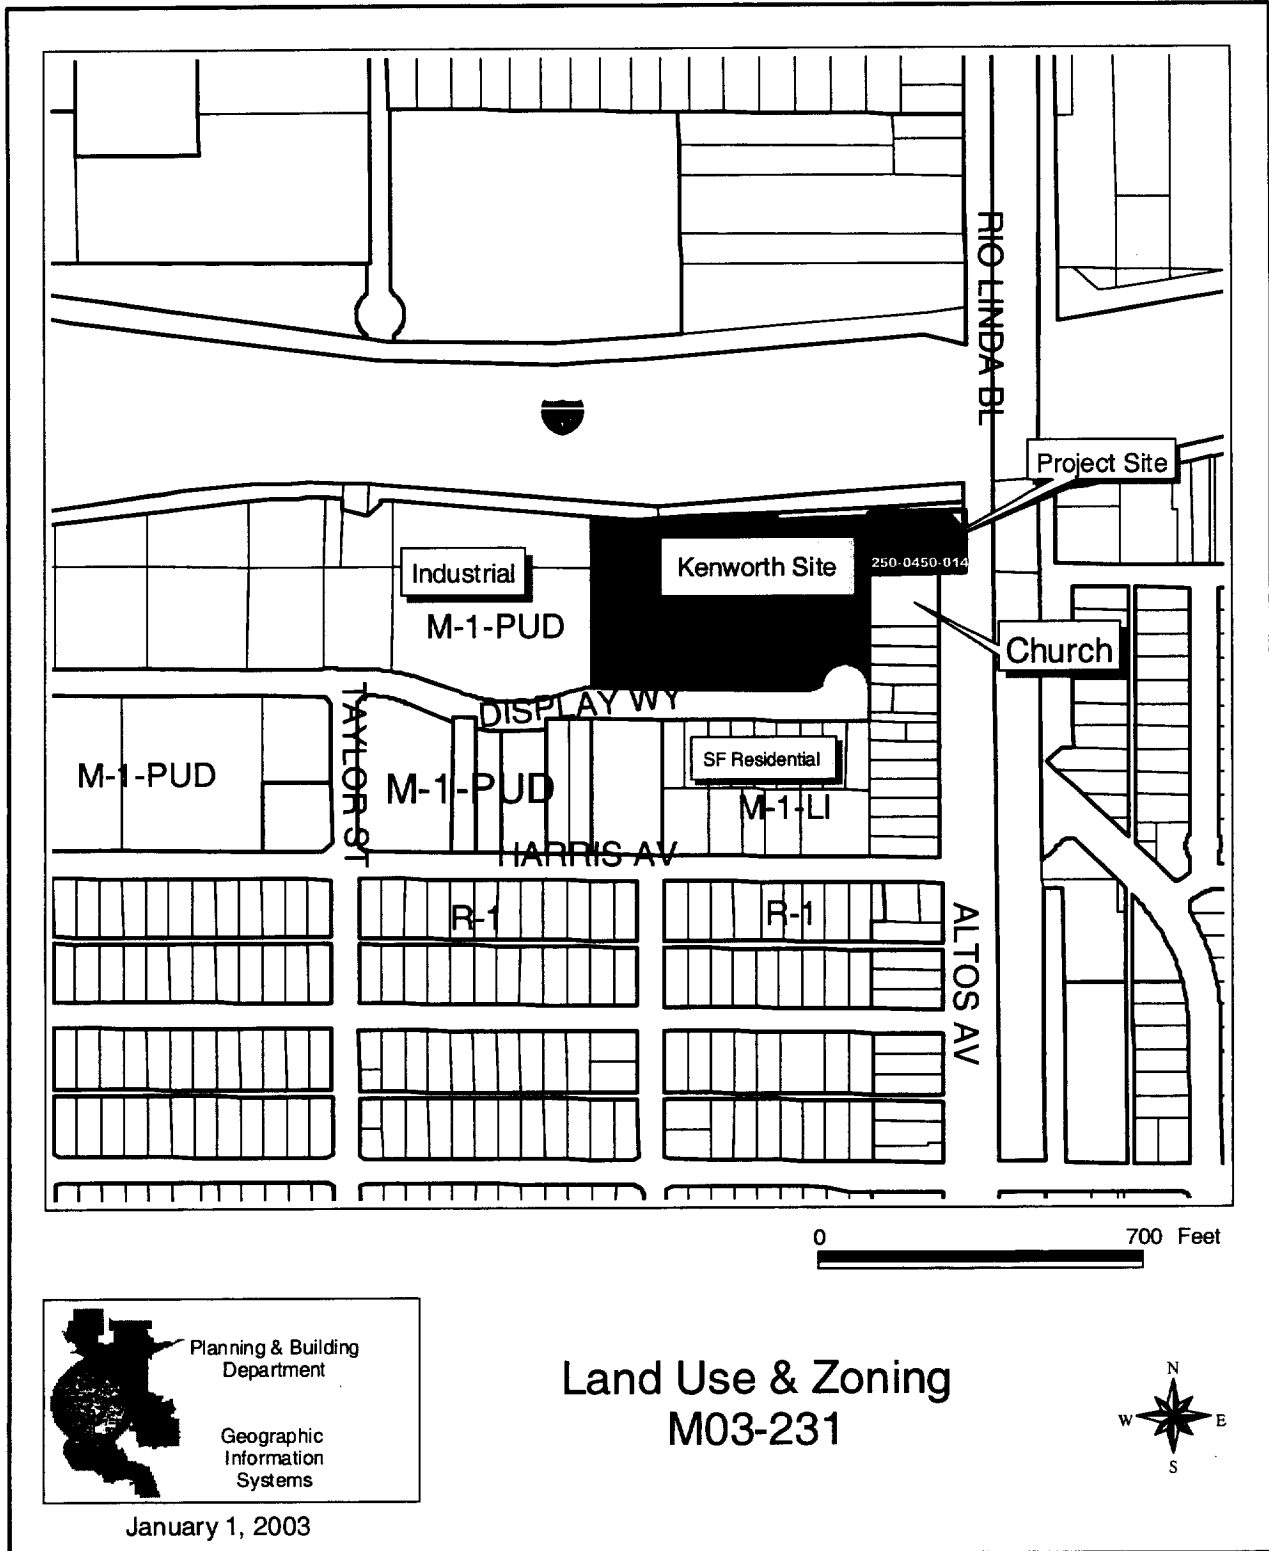 RIO LINDA BL
Project Site
Kenworth Site
250-0450-014
Industrial
M-1-PUD
Church
DISPLAY WY
TAYLOR ST
SF Residential
M-1-PUD
M-1-PUD
M-1-LI
HARRIS AV
R-1
R-1
ALTOS AV
0
700 Feet
Planning & Building
Department
Geographic
Information
Systems
January 1, 2003
Land Use & Zoning
M03-231
N
W
E
S